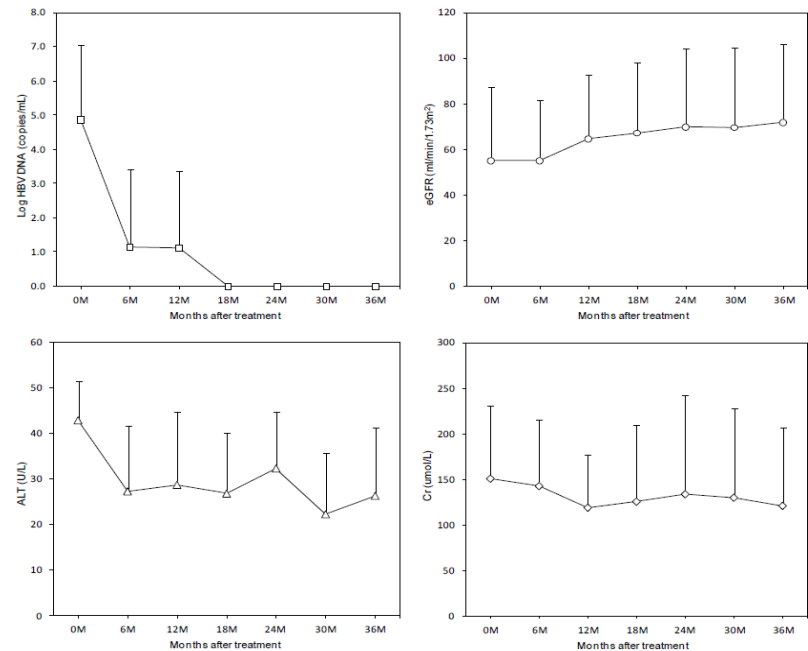 8.0
7.0
6.0
5.0
4.0
3.0
2.0
1.0
0.0
Log HBV DNA (copies/mL)
0M 6M 12M 18M 24M 30M 36M
Months after treatment
120
100
80
60
40
20
0
eGFR (ml/min/1.73m²)
0M 6M 12M 18M 24M 30M 36M
Months after treatment
60
50
40
30
20
10
0
ALT (U/L)
0M 6M 12M 18M 24M 30M 36M
Months after treatment
300
250
200
150
100
50
0
Cr (umol/L)
0M 6M 12M 18M 24M 30M 36M
Months after treatment